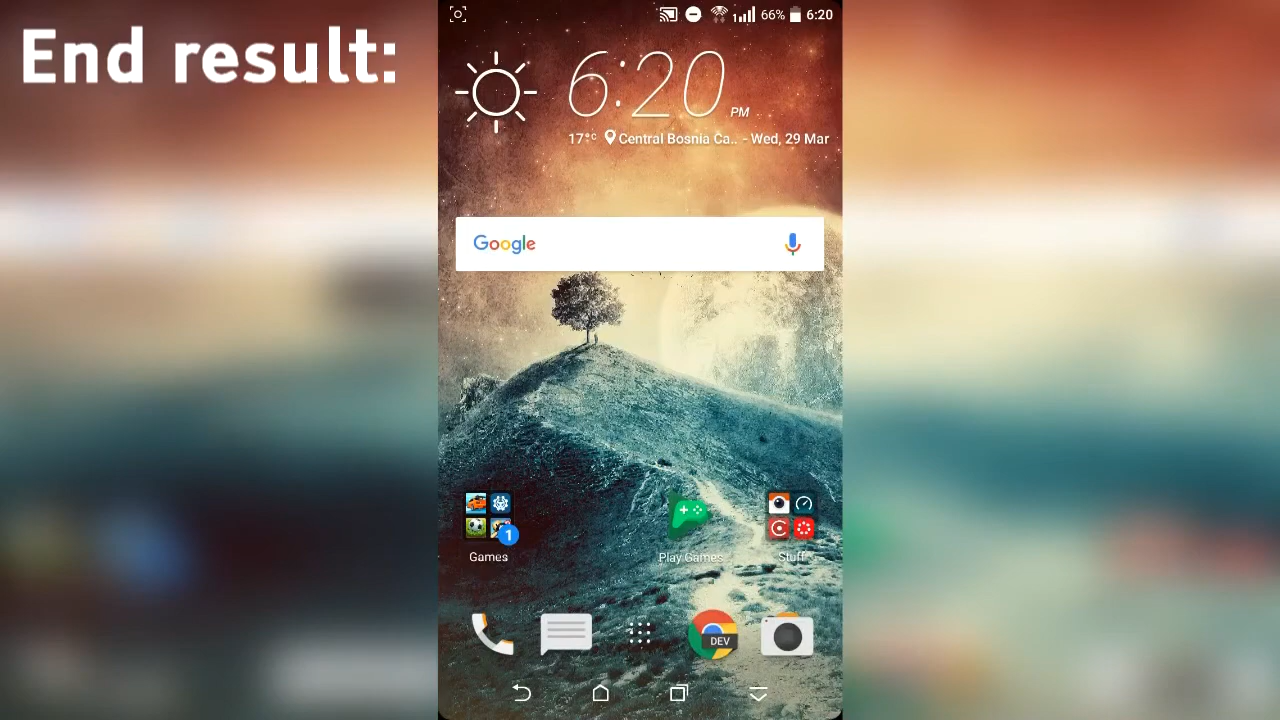 End result:
1 66% 6:20
6:20 PM
17°C Central Bosnia Ca.. - Wed, 29 Mar
Google
1
Games Play Games Stuff
DEV